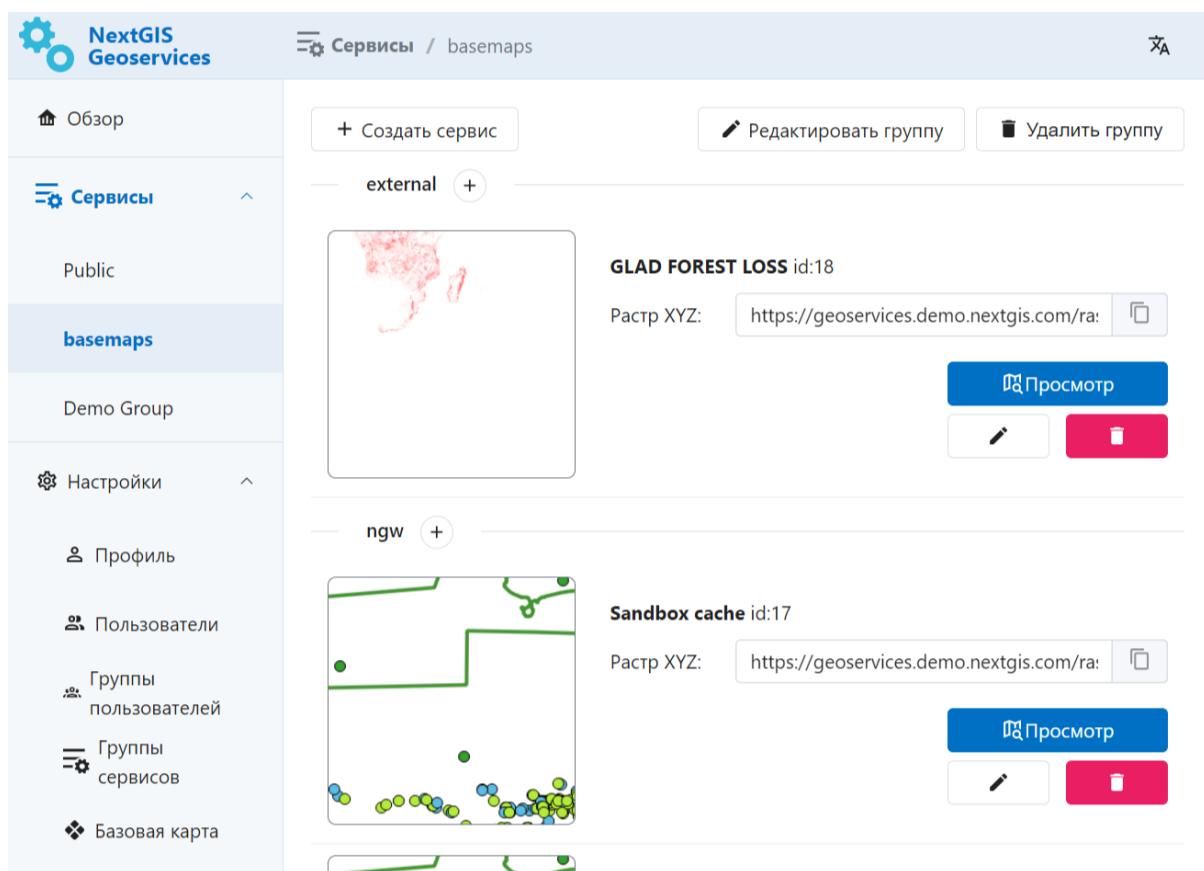 NextGIS
Geoservices
Сервисы / basemaps
Обзор
Сервисы
Public
basemaps
Demo Group
Настройки
Профиль
Пользователи
Группы
пользователей
Группы
сервисов
Базовая карта
+ Создать сервис
Редактировать группу
Удалить группу
external +
GLAD FOREST LOSS id:18
Растр XYZ: https://geoservices.demo.nextgis.com/ras
Просмотр
ngw +
Sandbox cache id:17
Растр XYZ: https://geoservices.demo.nextgis.com/ras
Просмотр